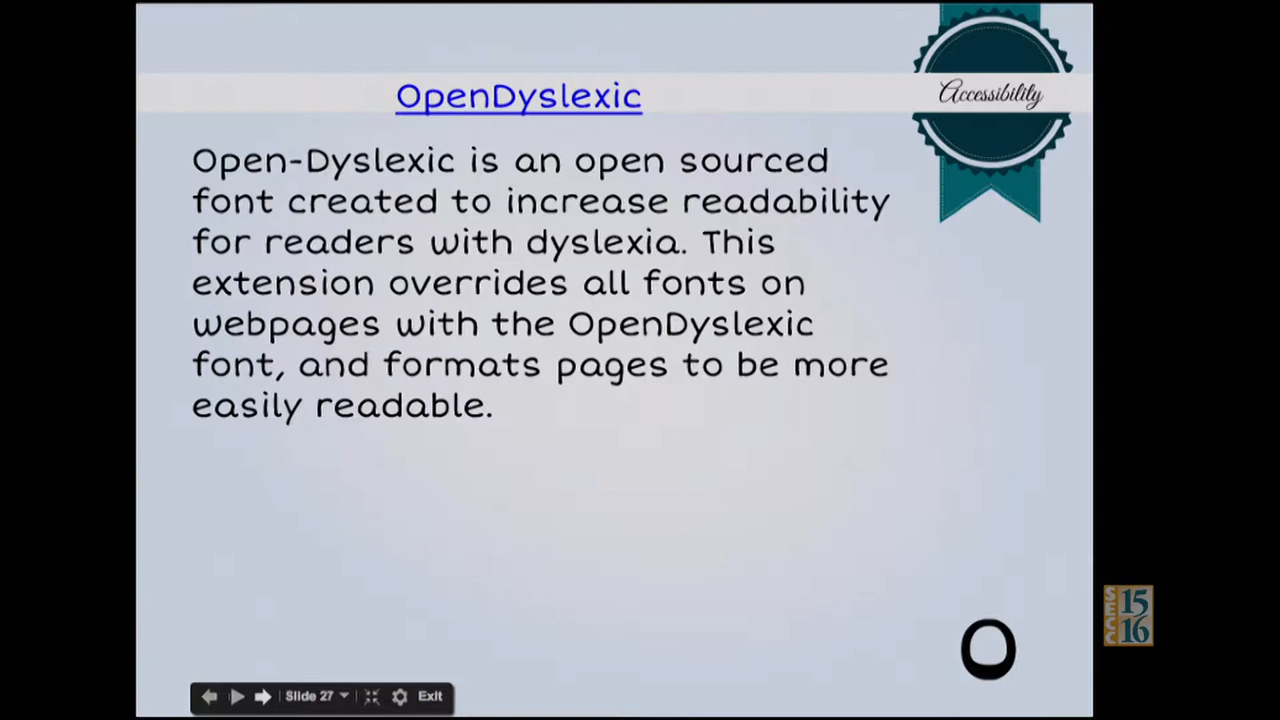 OpenDyslexic
Accessibility
Open-Dyslexic is an open sourced
font created to increase readability
for readers with dyslexia. This
extension overrides all fonts on
webpages with the OpenDyslexic
font, and formats pages to be more
easily readable.
O
SECC
15
16
Slide 27
Exit